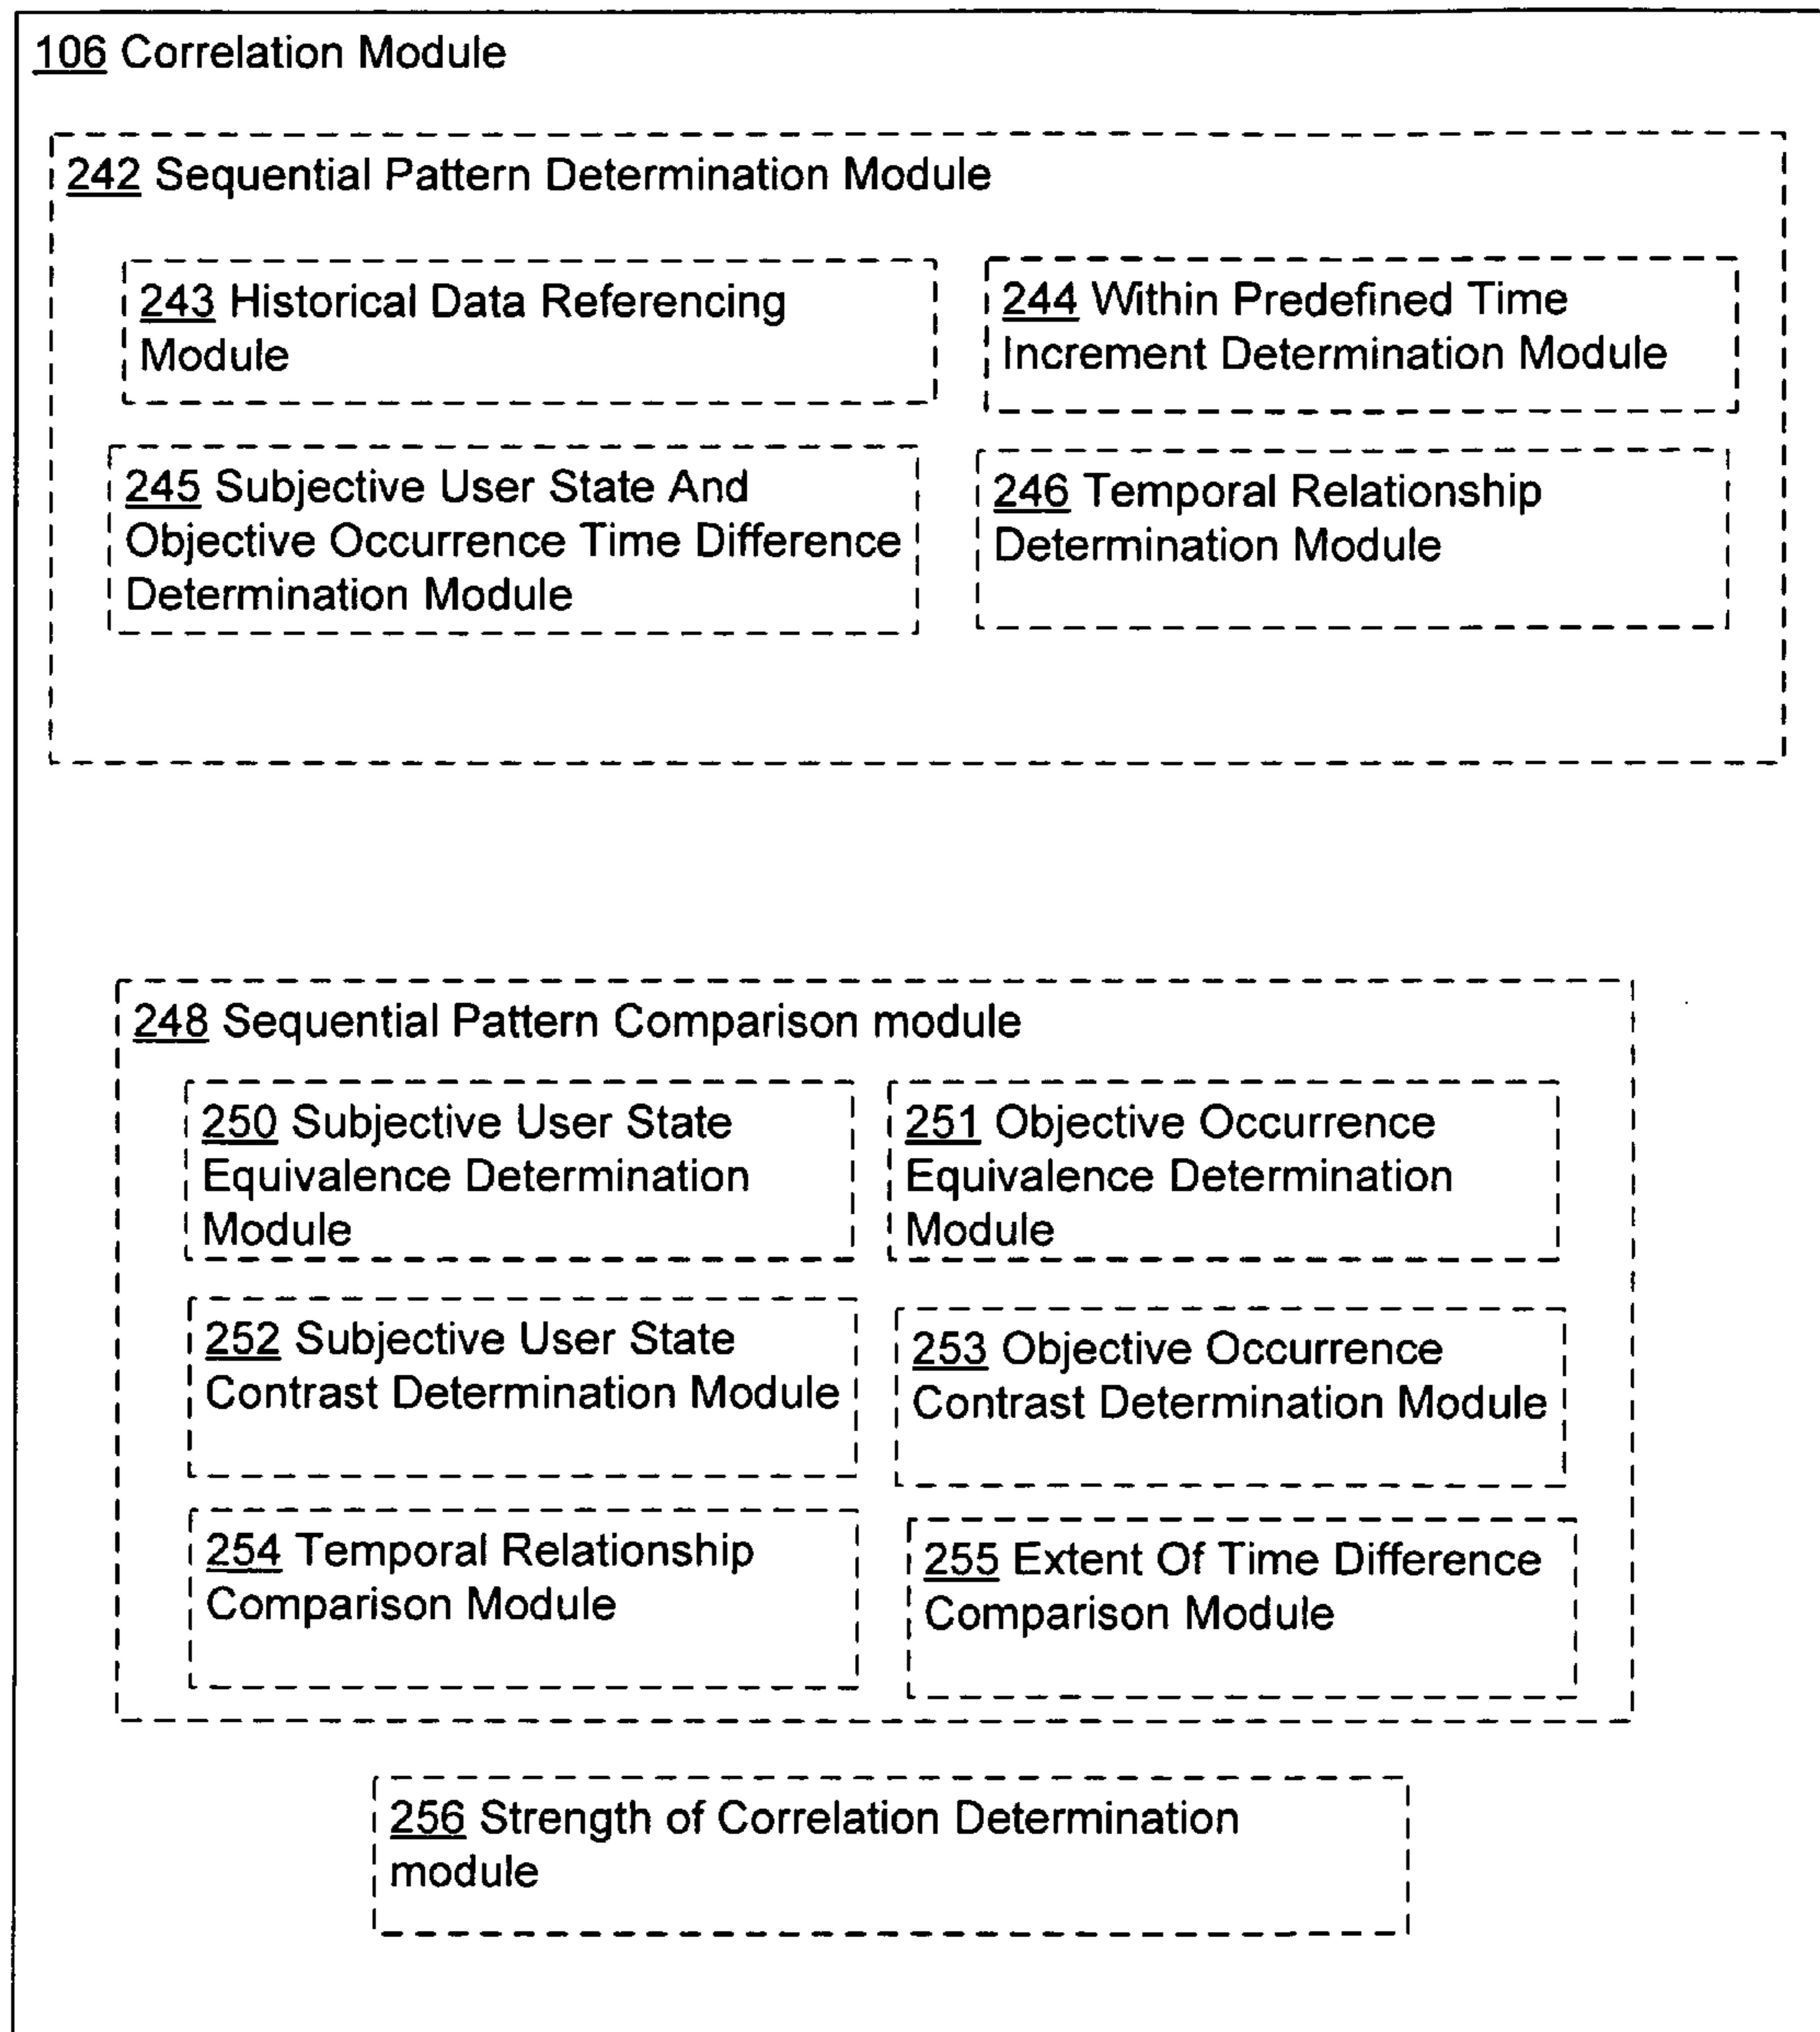 106 Correlation Module
242 Sequential Pattern Determination Module
243 Historical Data Referencing
Module
244 Within Predefined Time
Increment Determination Module
245 Subjective User State And
Objective Occurrence Time Difference
Determination Module
246 Temporal Relationship
Determination Module
248 Sequential Pattern Comparison module
250 Subjective User State
Equivalence Determination
Module
251 Objective Occurrence
Equivalence Determination
Module
252 Subjective User State
Contrast Determination Module
253 Objective Occurrence
Contrast Determination Module
254 Temporal Relationship
Comparison Module
255 Extent Of Time Difference
Comparison Module
256 Strength of Correlation Determination
module